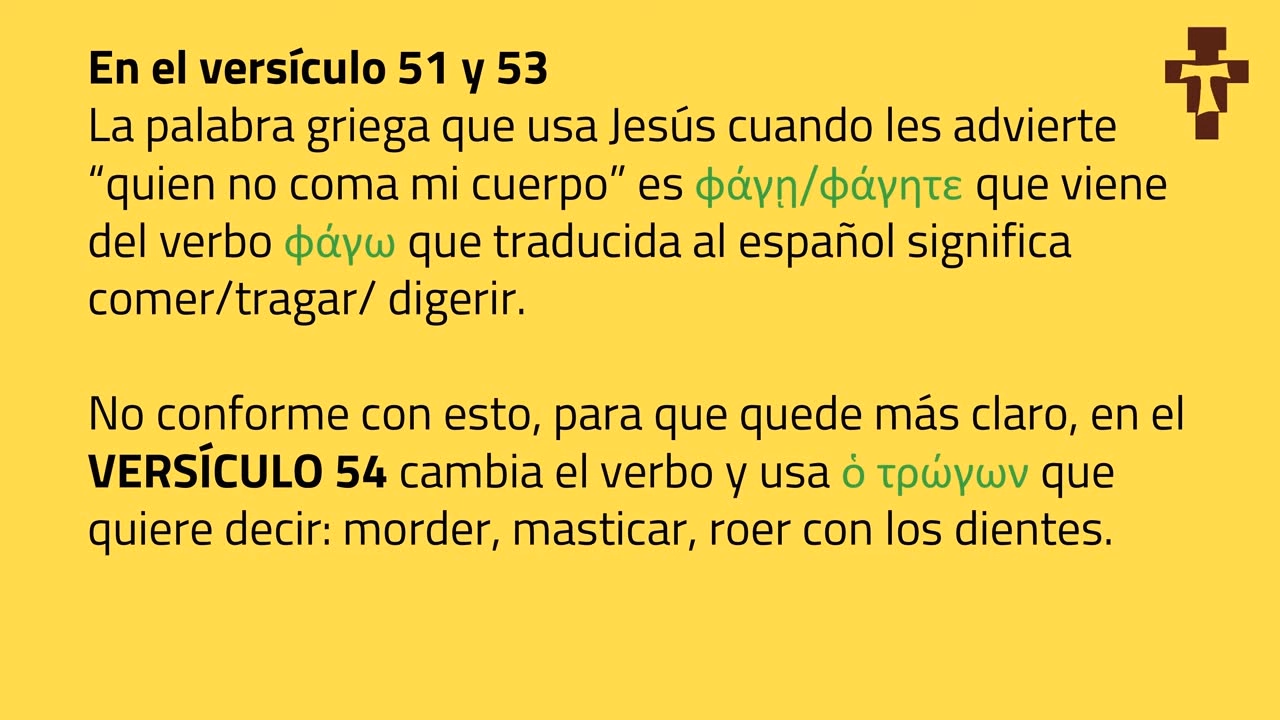 En el versículo 51 y 53
La palabra griega que usa Jesús cuando les advierte
“quien no coma mi cuerpo” es φάγῃ/φάγητε que viene
del verbo φάγω que traducida al español significa
comer/tragar/ digerir.
No conforme con esto, para que quede más claro, en el
VERSÍCULO 54 cambia el verbo y usa ὁ τρώγων que
quiere decir: morder, masticar, roer con los dientes.